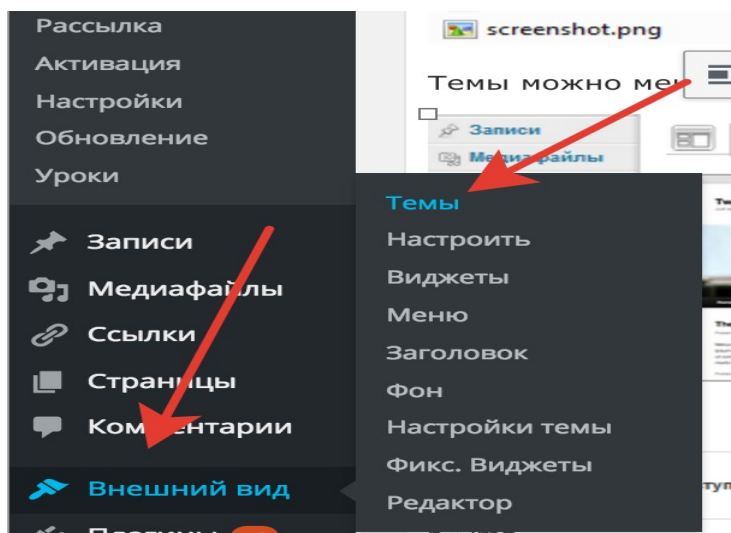 Рассылка
Активация
Настройки
Обновление
Уроки
Записи
Медиафайлы
Ссылки
Страницы
Комментарии
Внешний вид
Плагины
screenshot.png
Темы можно
Записи
Медиафайлы
Темы
Настроить
Виджеты
Меню
Заголовок
Фон
Настройки темы
Фикс. Виджеты
Редактор